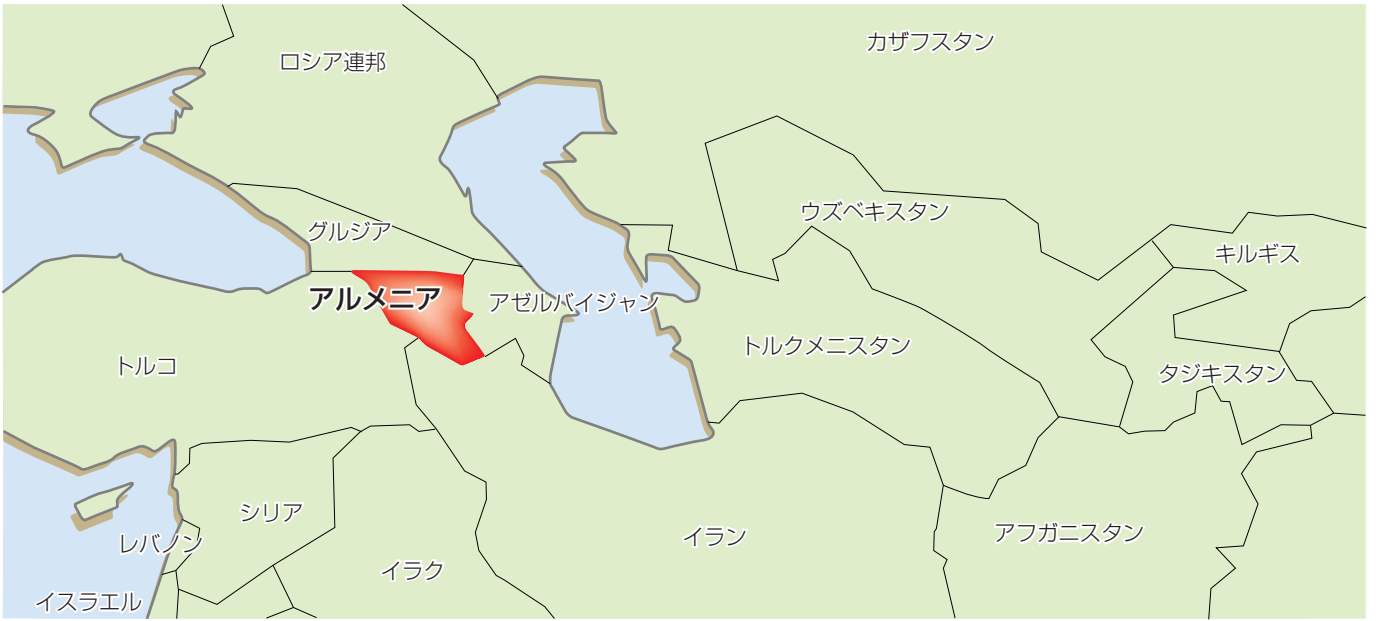 カザフスタン
ロシア連邦
ウズベキスタン
グルジア
キルギス
アルメニア
アゼルバイジャン
トルクメニスタン
トルコ
タジキスタン
シリア
アフガニスタン
イラン
レバノン
イラク
イスラエル